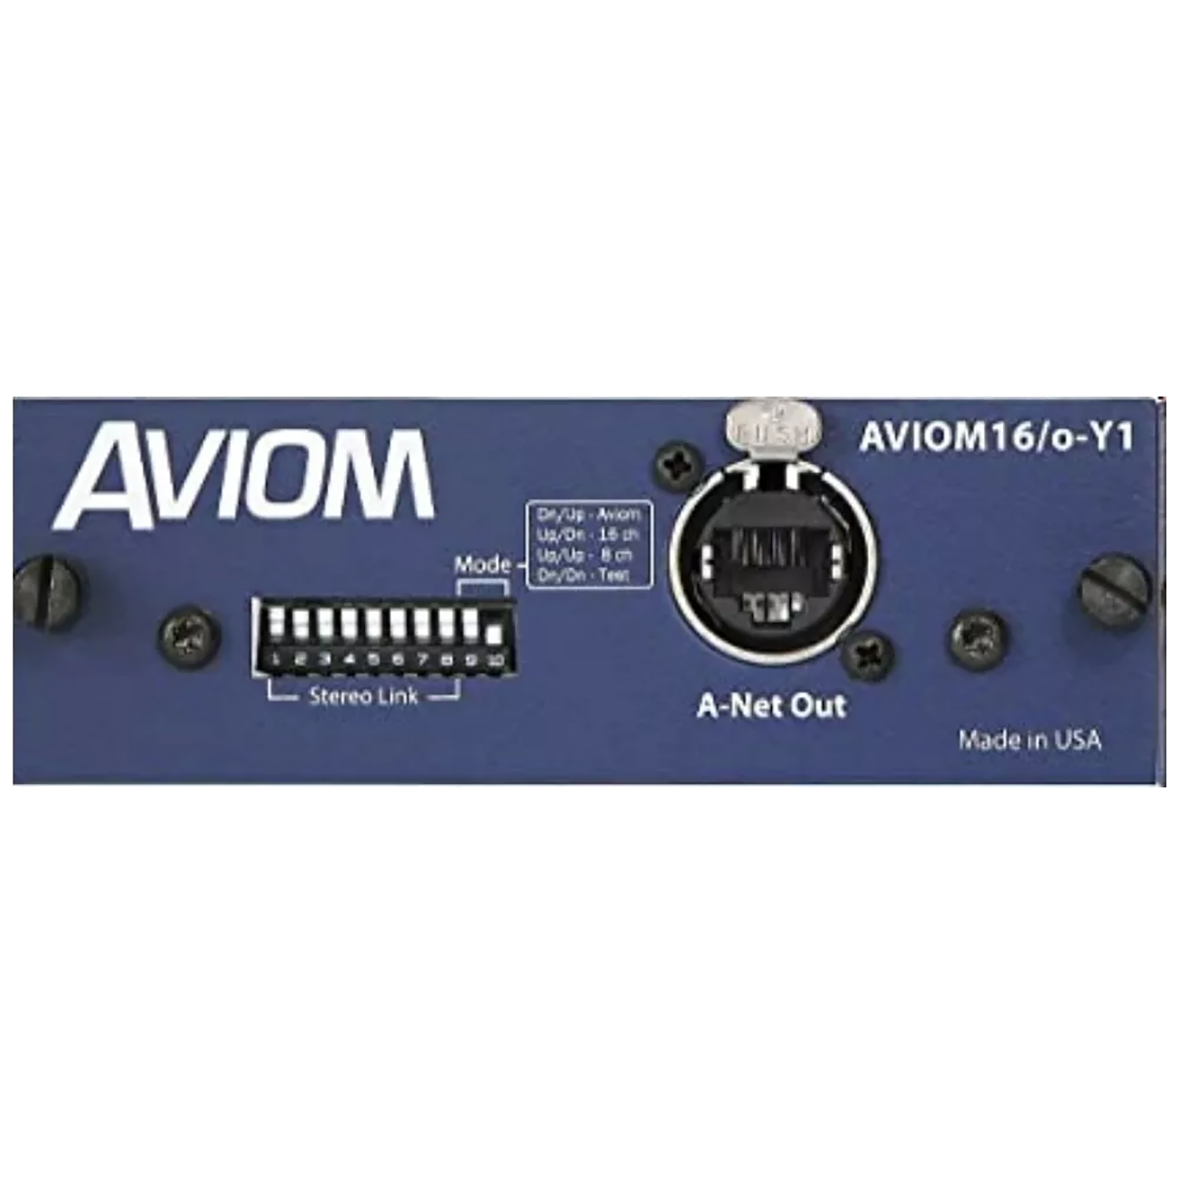 AVIOM
AVIOM16/o-Y1
PUSH
Dn/Up - Aviom
Up/Dn - 16 ch
Up/Up - 8 ch
Dn/Dn - Test
Mode
1 2 3 4 5 6 7 8 9 10
Stereo Link
A-Net Out
Made in USA